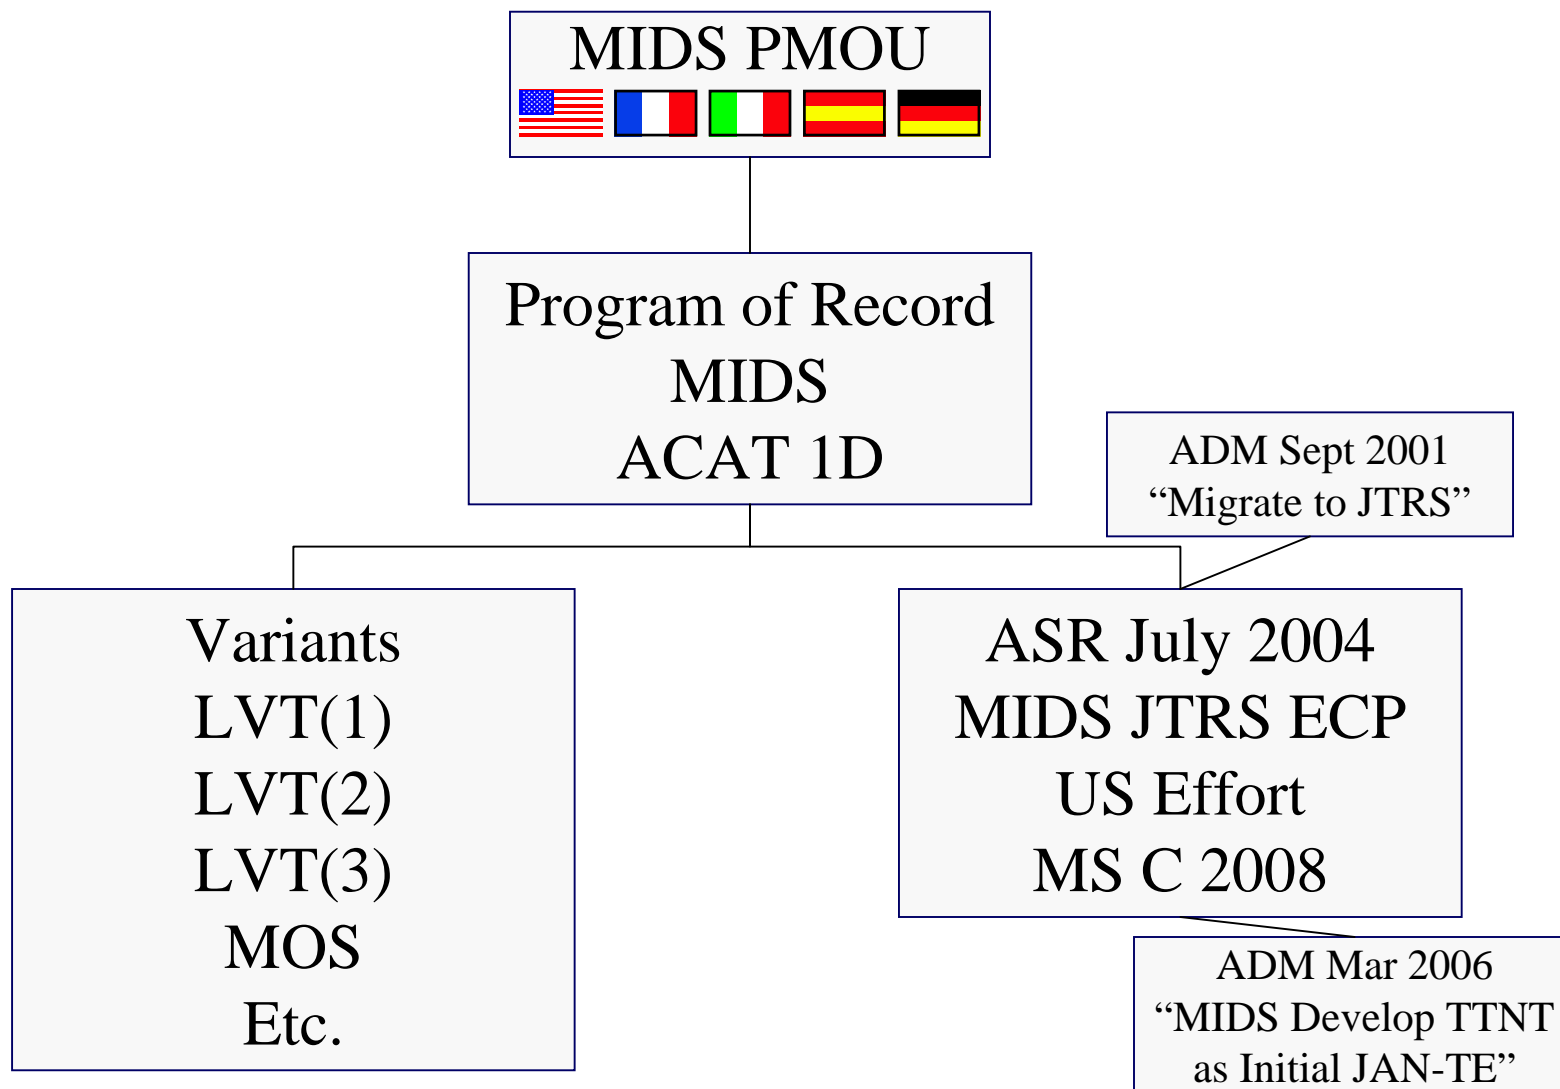 MIDS PMOU
Program of Record
MIDS
ACAT 1D
ADM Sept 2001
“Migrate to JTRS”
Variants
LVT(1)
LVT(2)
LVT(3)
MOS
Etc.
ASR July 2004
MIDS JTRS ECP
US Effort
MS C 2008
ADM Mar 2006
“MIDS Develop TTNT
as Initial JAN-TE”